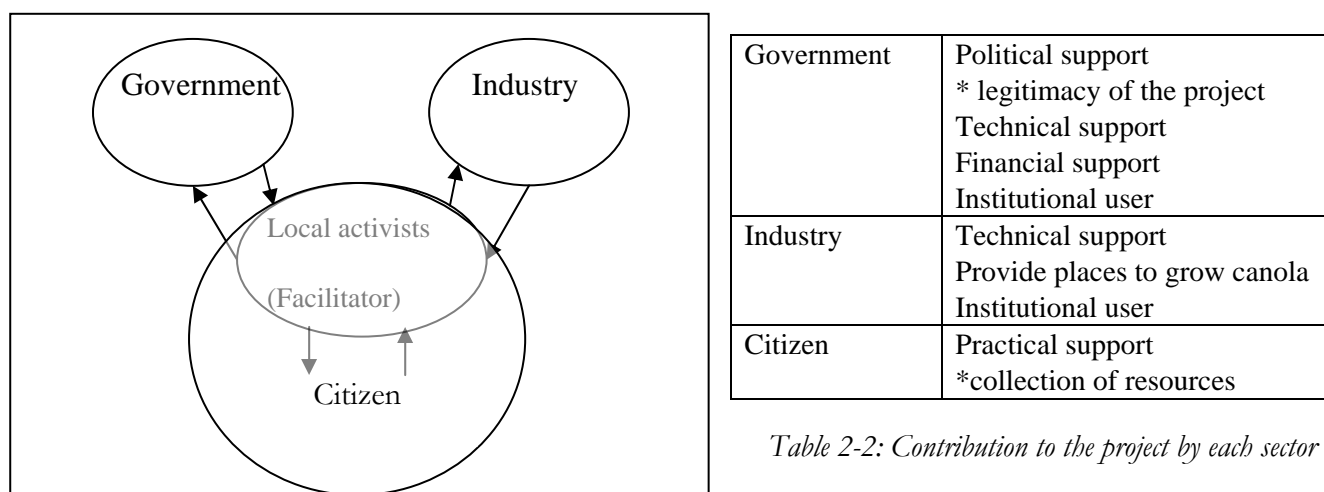 Government
Industry
Local activists
(Facilitator)
Citizen
Government Political support
* legitimacy of the project
Technical support
Financial support
Institutional user
Industry Technical support
Provide places to grow canola
Institutional user
Citizen Practical support
*collection of resources
Table 2-2: Contribution to the project by each sector